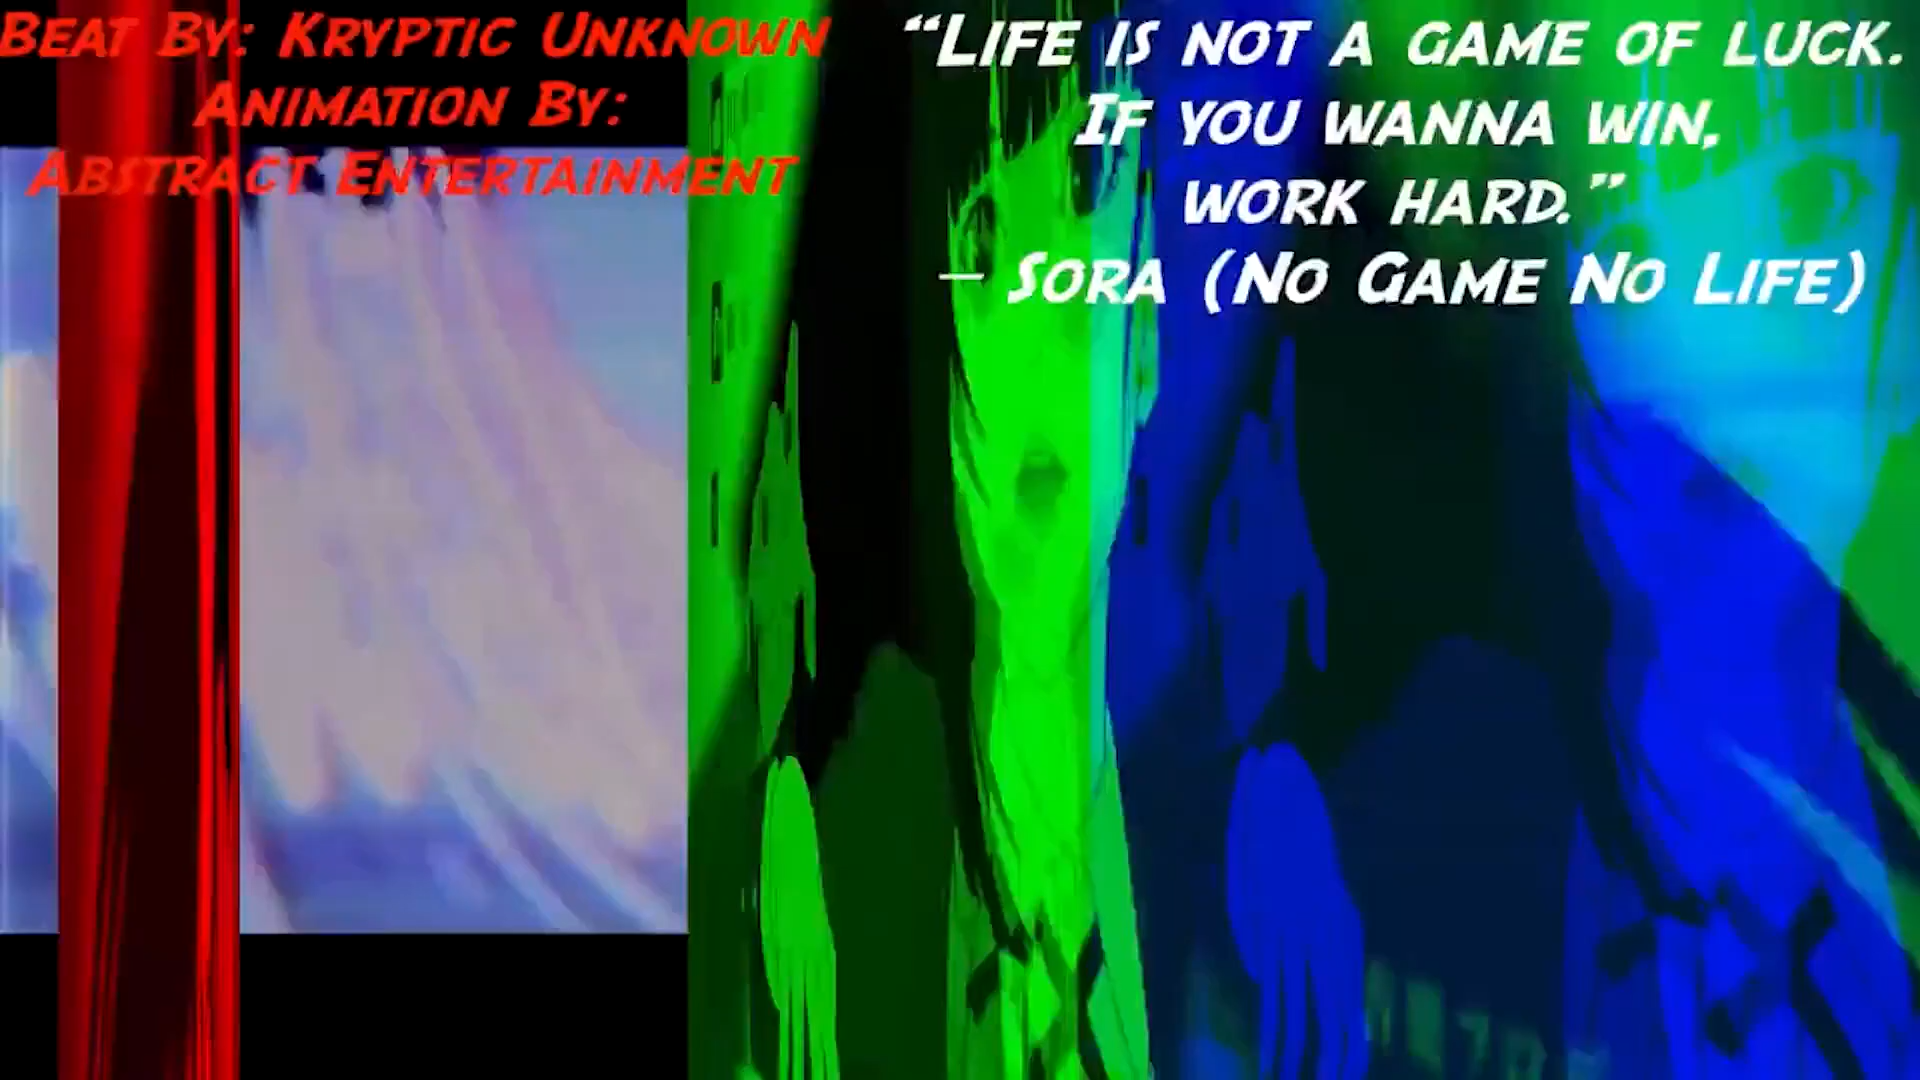 Beat By: Kryptic Unknown
Animation By:
Abstract Entertainment
“Life is not a game of luck.
If you wanna win,
work hard.”
– Sora (No Game No Life)